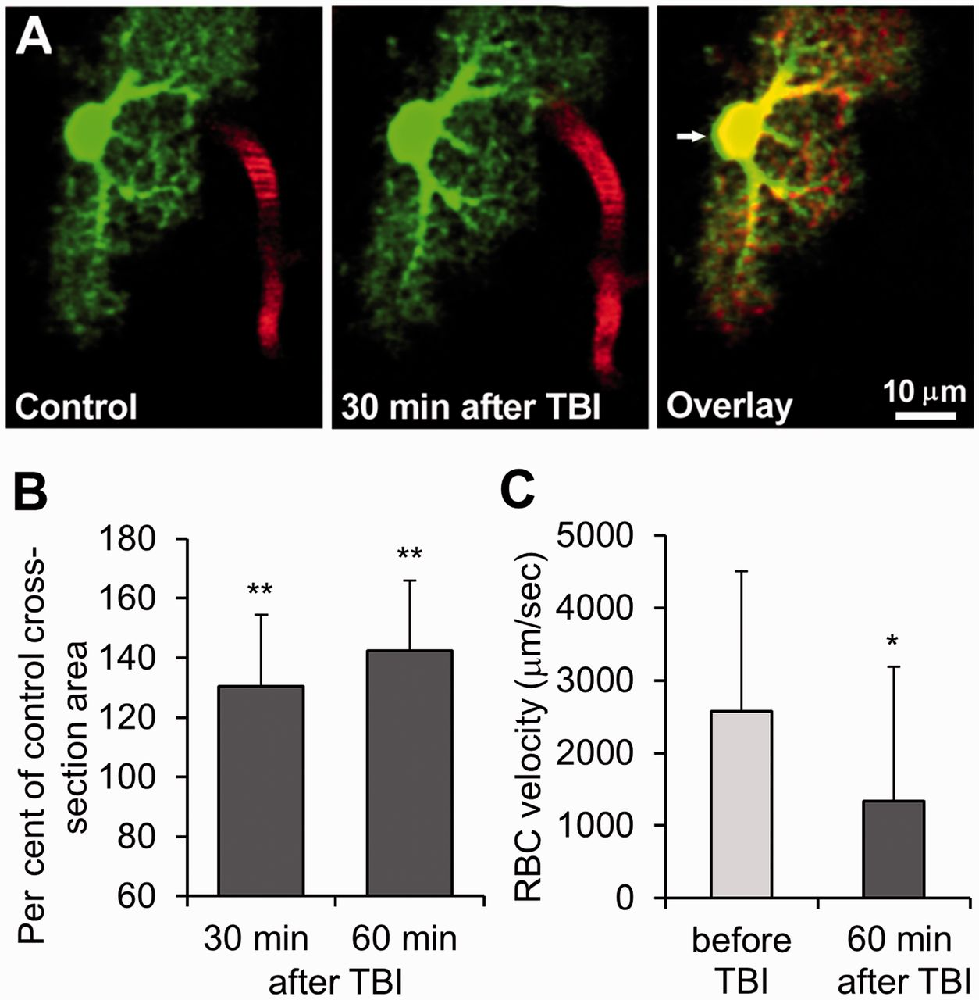 A
Control
30 min after TBI
Overlay
10 μm
B
Per cent of control cross-
section area
180
160
140
120
100
80
60
**
**
30 min
60 min
after TBI
C
RBC velocity (μm/sec)
5000
4000
3000
2000
1000
0
*
before
TBI
60 min
after TBI